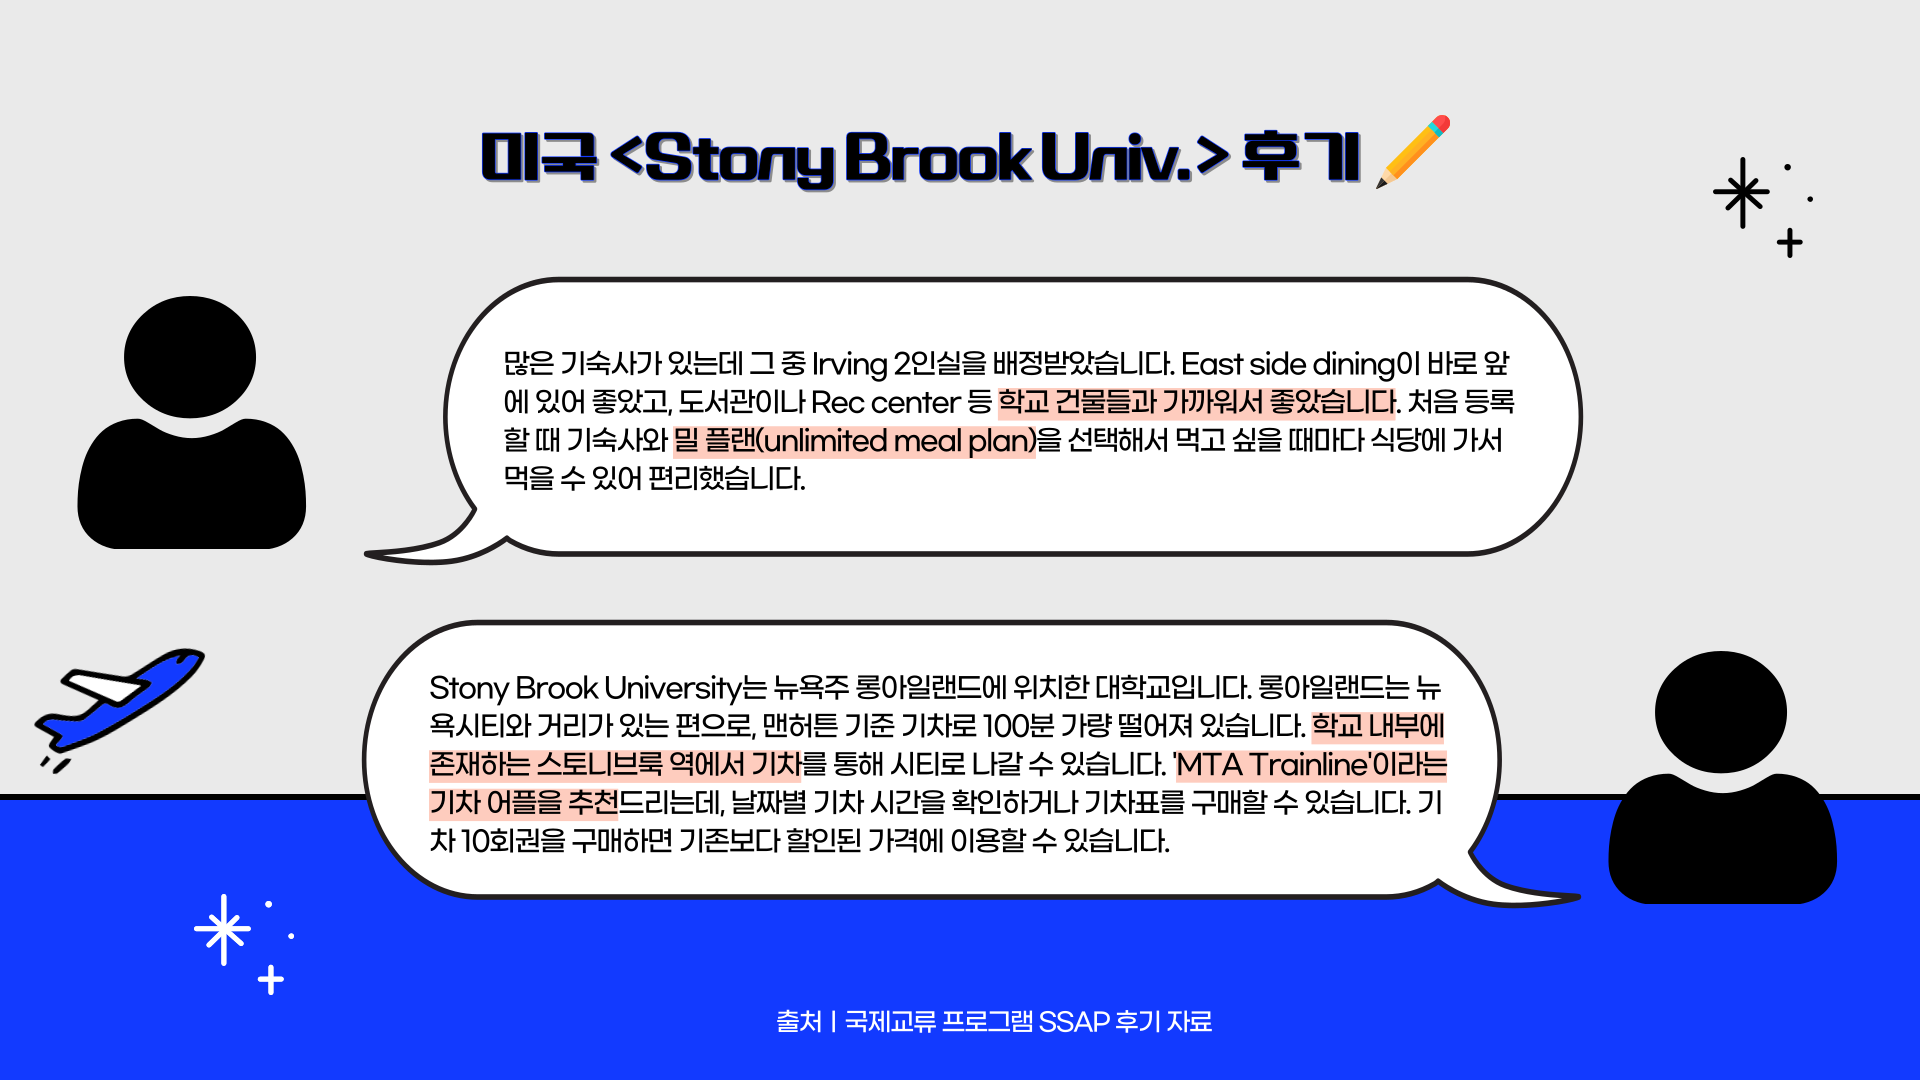 미국 <Stony Brook Univ.> 후기
많은 기숙사가 있는데 그 중 Irving 2인실을 배정받았습니다. East side dining이 바로 앞
에 있어 좋았고, 도서관이나 Rec center 등 학교 건물들과 가까워서 좋았습니다. 처음 등록
할 때 기숙사와 밀 플랜(unlimited meal plan)을 선택해서 먹고 싶을 때마다 식당에 가서
먹을 수 있어 편리했습니다.
Stony Brook University는 뉴욕주 롱아일랜드에 위치한 대학교입니다. 롱아일랜드는 뉴
욕시티와 거리가 있는 편으로, 맨허튼 기준 기차로 100분 가량 떨어져 있습니다. 학교 내부에
존재하는 스토니브룩 역에서 기차를 통해 시티로 나갈 수 있습니다. 'MTA Trainline'이라는
기차 어플을 추천드리는데, 날짜별 기차 시간을 확인하거나 기차표를 구매할 수 있습니다. 기
차 10회권을 구매하면 기존보다 할인된 가격에 이용할 수 있습니다.
출처ㅣ국제교류 프로그램 SSAP 후기 자료